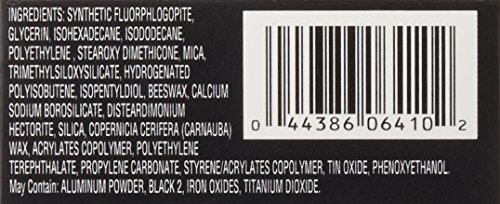 INGREDIENTS: SYNTHETIC FLUORPHLOGOPITE,
GLYCERIN, ISOHEXADECANE, ISODODECANE,
POLYETHYLENE , STEAROXY DIMETHICONE, MICA,
TRIMETHYLSILOXYSILICATE, HYDROGENATED
POLYISOBUTENE, ISOPENTYLDIOL, BEESWAX, CALCIUM
SODIUM BOROSILICATE, DISTEARDIMONIUM
HECTORITE, SILICA, COPERNICIA CERIFERA (CARNAUBA)
WAX, ACRYLATES COPOLYMER, POLYETHYLENE
TEREPHTHALATE, PROPYLENE CARBONATE, STYRENE/ACRYLATES COPOLYMER, TIN OXIDE, PHENOXYETHANOL.
May Contain: ALUMINUM POWDER, BLACK 2, IRON OXIDES, TITANIUM DIOXIDE.
0 44386 06410 2